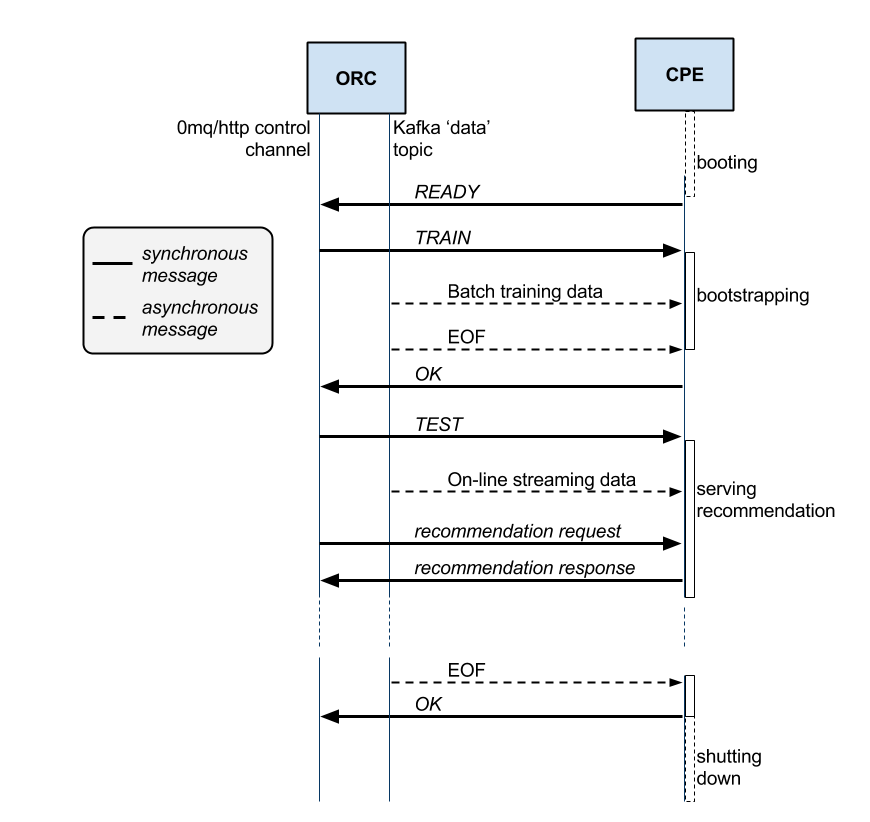 ORC
CPE
0mq/http control
channel
Kafka ‘data’
topic
booting
READY
TRAIN
synchronous
message
asynchronous
message
Batch training data
bootstrapping
EOF
OK
TEST
On-line streaming data
serving
recommendation
recommendation request
recommendation response
EOF
OK
shutting
down